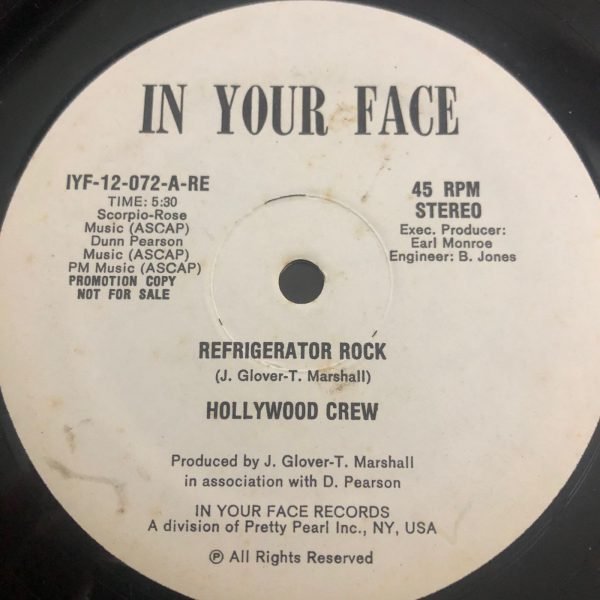 IN YOUR FACE
IYF-12-072-A-RE
TIME: 5:30
Scorpio-Rose
Music (ASCAP)
Dunn Pearson
Music (ASCAP)
PM Music (ASCAP)
PROMOTION COPY
NOT FOR SALE
45 RPM
STEREO
Exec. Producer:
Earl Monroe
Engineer: B. Jones
REFRIGERATOR ROCK
(J. Glover-T. Marshall)
HOLLYWOOD CREW
Produced by J. Glover-T. Marshall
in association with D. Pearson
IN YOUR FACE RECORDS
A division of Pretty Pearl Inc., NY, USA
Ⓟ All Rights Reserved